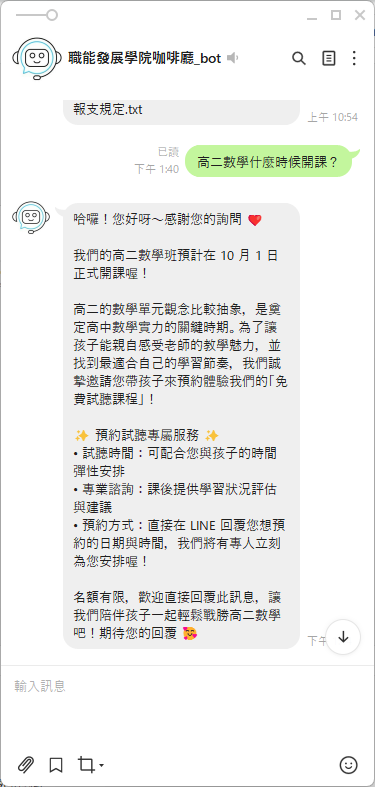 職能發展學院咖啡廳_bot
報支規定.txt
上午 10:54
已讀
下午 1:40
高二數學什麼時候開課？
哈囉！您好呀～感謝您的詢問 ❤️
我們的高二數學班預計在 10 月 1 日
正式開課喔！
高二的數學單元觀念比較抽象，是奠
定高中數學實力的關鍵時期。為了讓
孩子能親自感受老師的教學魅力，並
找到最適合自己的學習節奏，我們誠
摯邀請您帶孩子來預約體驗我們的「免
費試聽課程」！
✨ 預約試聽專屬服務 ✨
• 試聽時間：可配合您與孩子的時間
彈性安排
• 專業諮詢：課後提供學習狀況評估
與建議
• 預約方式：直接在 LINE 回覆您想預
約的日期與時間，我們將有專人立刻
為您安排喔！
名額有限，歡迎直接回覆此訊息，讓
我們陪伴孩子一起輕鬆戰勝高二數學
吧！期待您的回覆 🥰
下午
輸入訊息